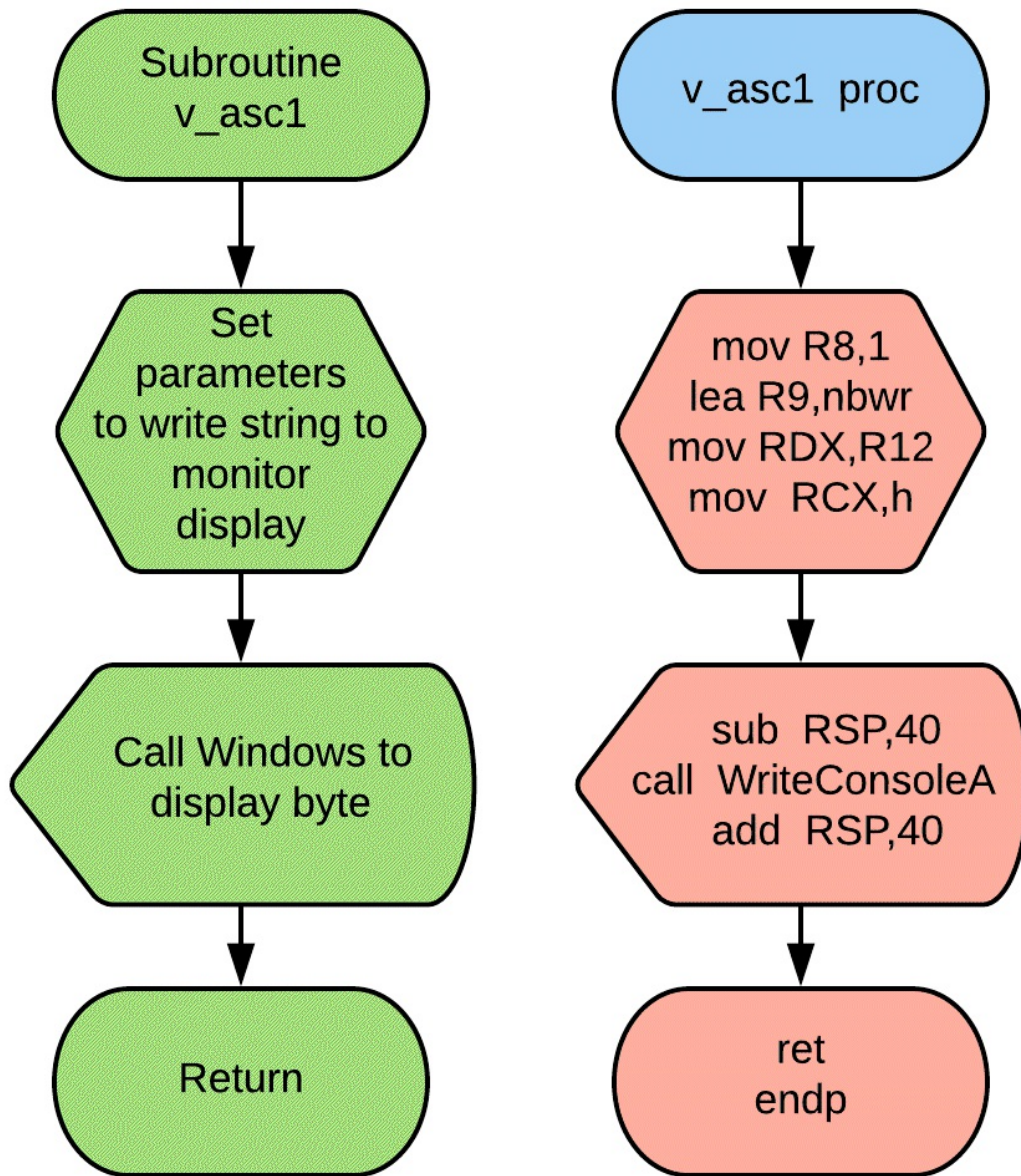 Subroutine
v_asc1
Set
parameters
to write string to
monitor
display
Call Windows to
display byte
Return
v_asc1 proc
mov R8,1
lea R9,nbwr
mov RDX,R12
mov RCX,h
sub RSP,40
call WriteConsoleA
add RSP,40
ret
endp